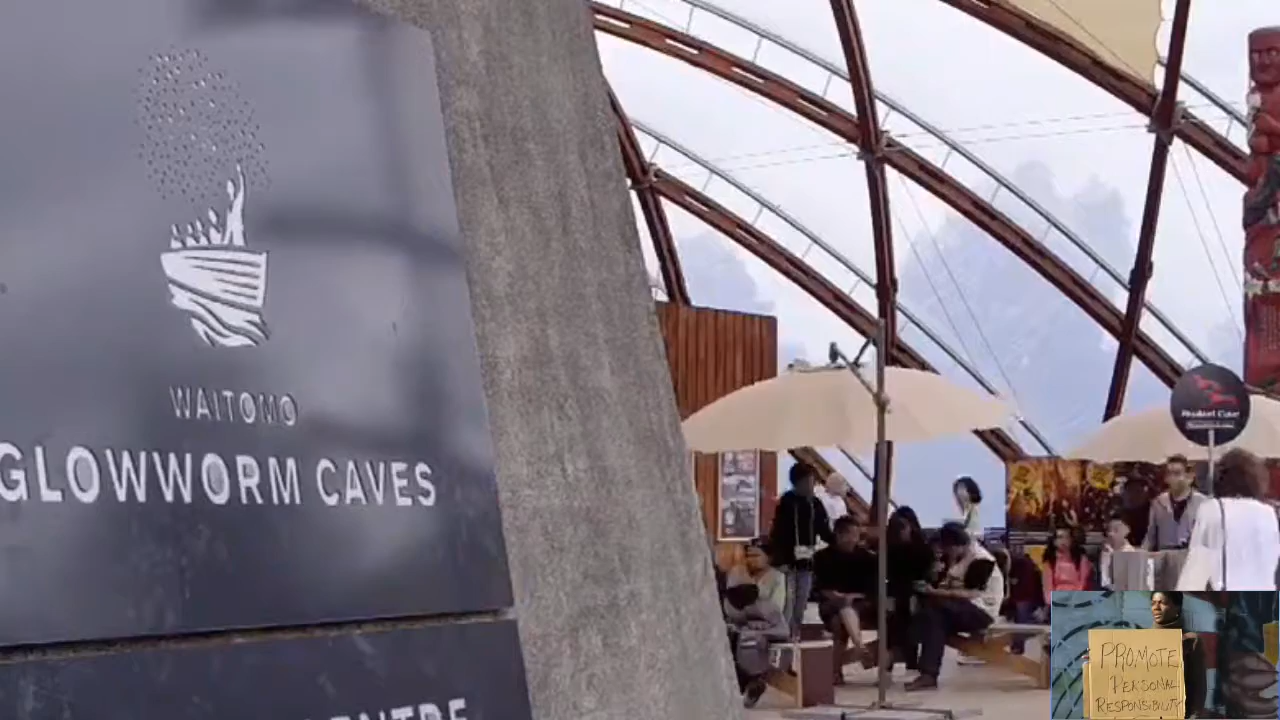 WAITOMO
GLOWWORM CAVES
PROMOTE
PERSONAL
RESPONSIBILITY